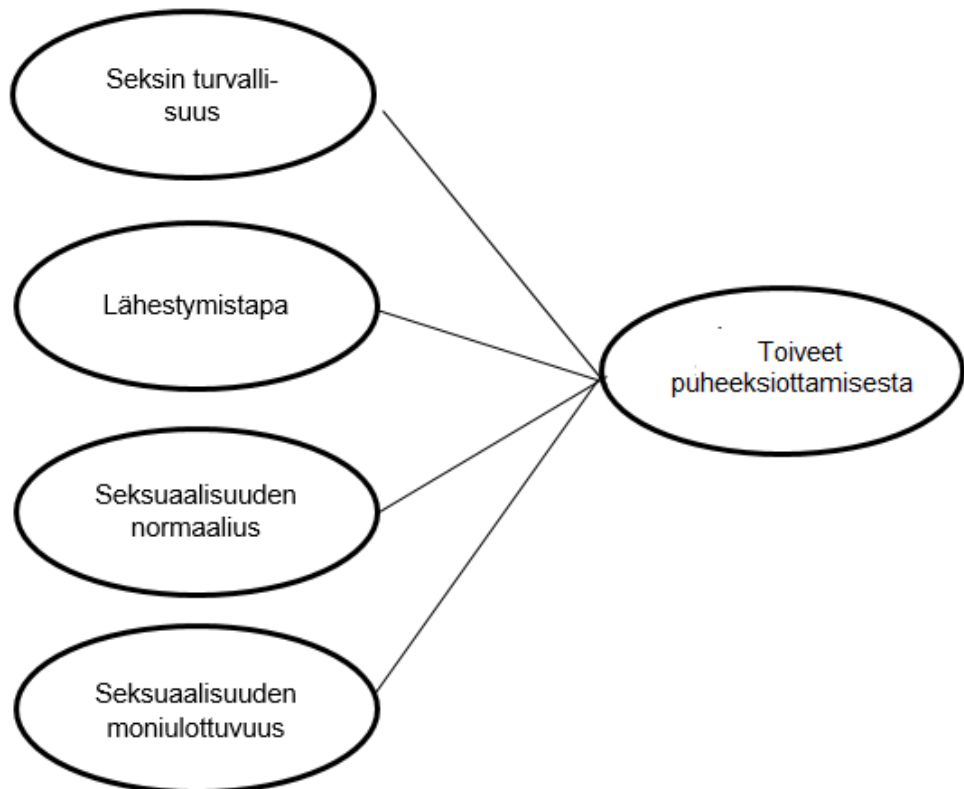 Seksin turvalli-
suus
Lähestymistapa
Toiveet
puheeksiottamisesta
Seksuaalisuuden
normaalius
Seksuaalisuuden
moniulottuvuus